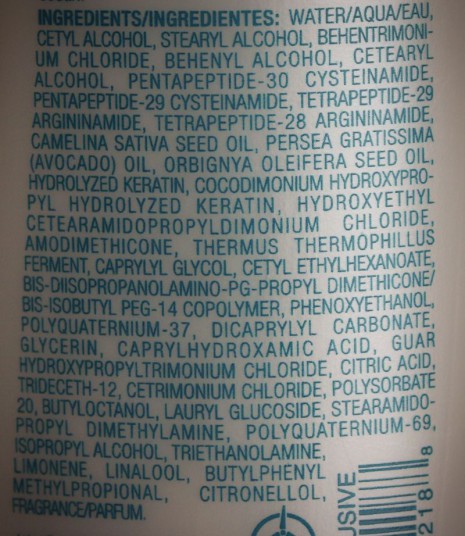 INGREDIENTS/INGREDIENTES: WATER/AQUA/EAU,
CETYL ALCOHOL, STEARYL ALCOHOL, BEHENTRIMONI-
UM CHLORIDE, BEHENYL ALCOHOL, CETEARYL
ALCOHOL, PENTAPEPTIDE-30 CYSTEINAMIDE,
PENTAPEPTIDE-29 CYSTEINAMIDE, TETRAPEPTIDE-29
ARGININAMIDE, TETRAPEPTIDE-28 ARGININAMIDE,
CAMELINA SATIVA SEED OIL, PERSEA GRATISSIMA
(AVOCADO) OIL, ORBIGNYA OLEIFERA SEED OIL,
HYDROLYZED KERATIN, COCODIMONIUM HYDROXYPRO-
PYL HYDROLYZED KERATIN, HYDROXYETHYL
CETEARAMIDOPROPYLDIMONIUM CHLORIDE,
AMODIMETHICONE, THERMUS THERMOPHILLUS
FERMENT, CAPRYLYL GLYCOL, CETYL ETHYLHEXANOATE,
BIS-DIISOPROPANOLAMINO-PG-PROPYL DIMETHICONE/
BIS-ISOBUTYL PEG-14 COPOLYMER, PHENOXYETHANOL,
POLYQUATERNIUM-37, DICAPRYLYL CARBONATE,
GLYCERIN, CAPRYLHYDROXAMIC ACID, GUAR
HYDROXYPROPYLTRIMONIUM CHLORIDE, CITRIC ACID,
TRIDECETH-12, CETRIMONIUM CHLORIDE, POLYSORBATE
20, BUTYLOCTANOL, LAURYL GLUCOSIDE, STEARAMIDO-
PROPYL DIMETHYLAMINE, POLYQUATERNIUM-69,
ISOPROPYL ALCOHOL, TRIETHANOLAMINE,
LIMONENE, LINALOOL, BUTYLPHENYL
METHYLPROPIONAL, CITRONELLOL,
FRAGRANCE/PARFUM.
USIVE
218 8